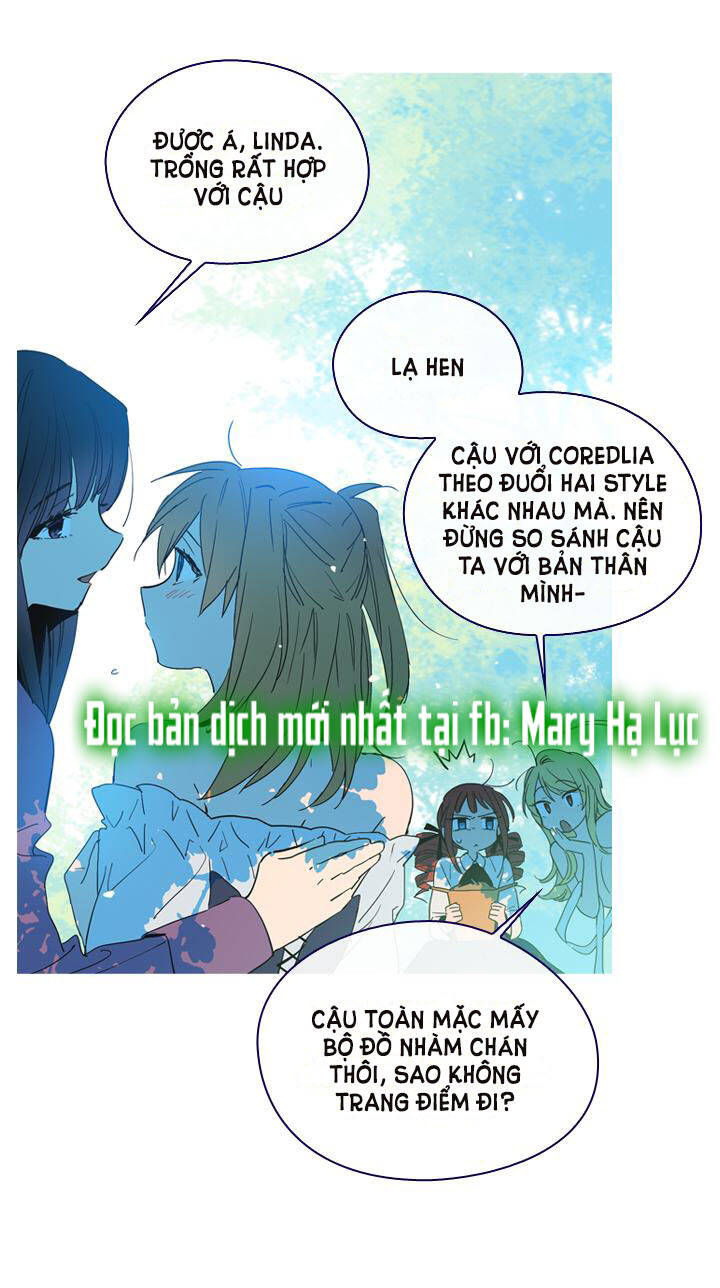 ĐƯỢC Á, LINDA.
TRỔNG RẤT HỢP
VỚI CẬU
LẠ HEN
CẬU VỚI COREDLIA
THEO ĐUỔI HAI STYLE
KHÁC NHAU MÀ. NÊN
ĐỪNG SO SÁNH CẬU
TA VỚI BẢN THÂN
MÌNH-
Đọc bản dịch mới nhất tại fb: Mary Hạ Lục
CẬU TOÀN MẶC MẤY
BỘ ĐỒ NHÀM CHÁN
THÔI, SAO KHÔNG
TRANG ĐIỂM ĐI?